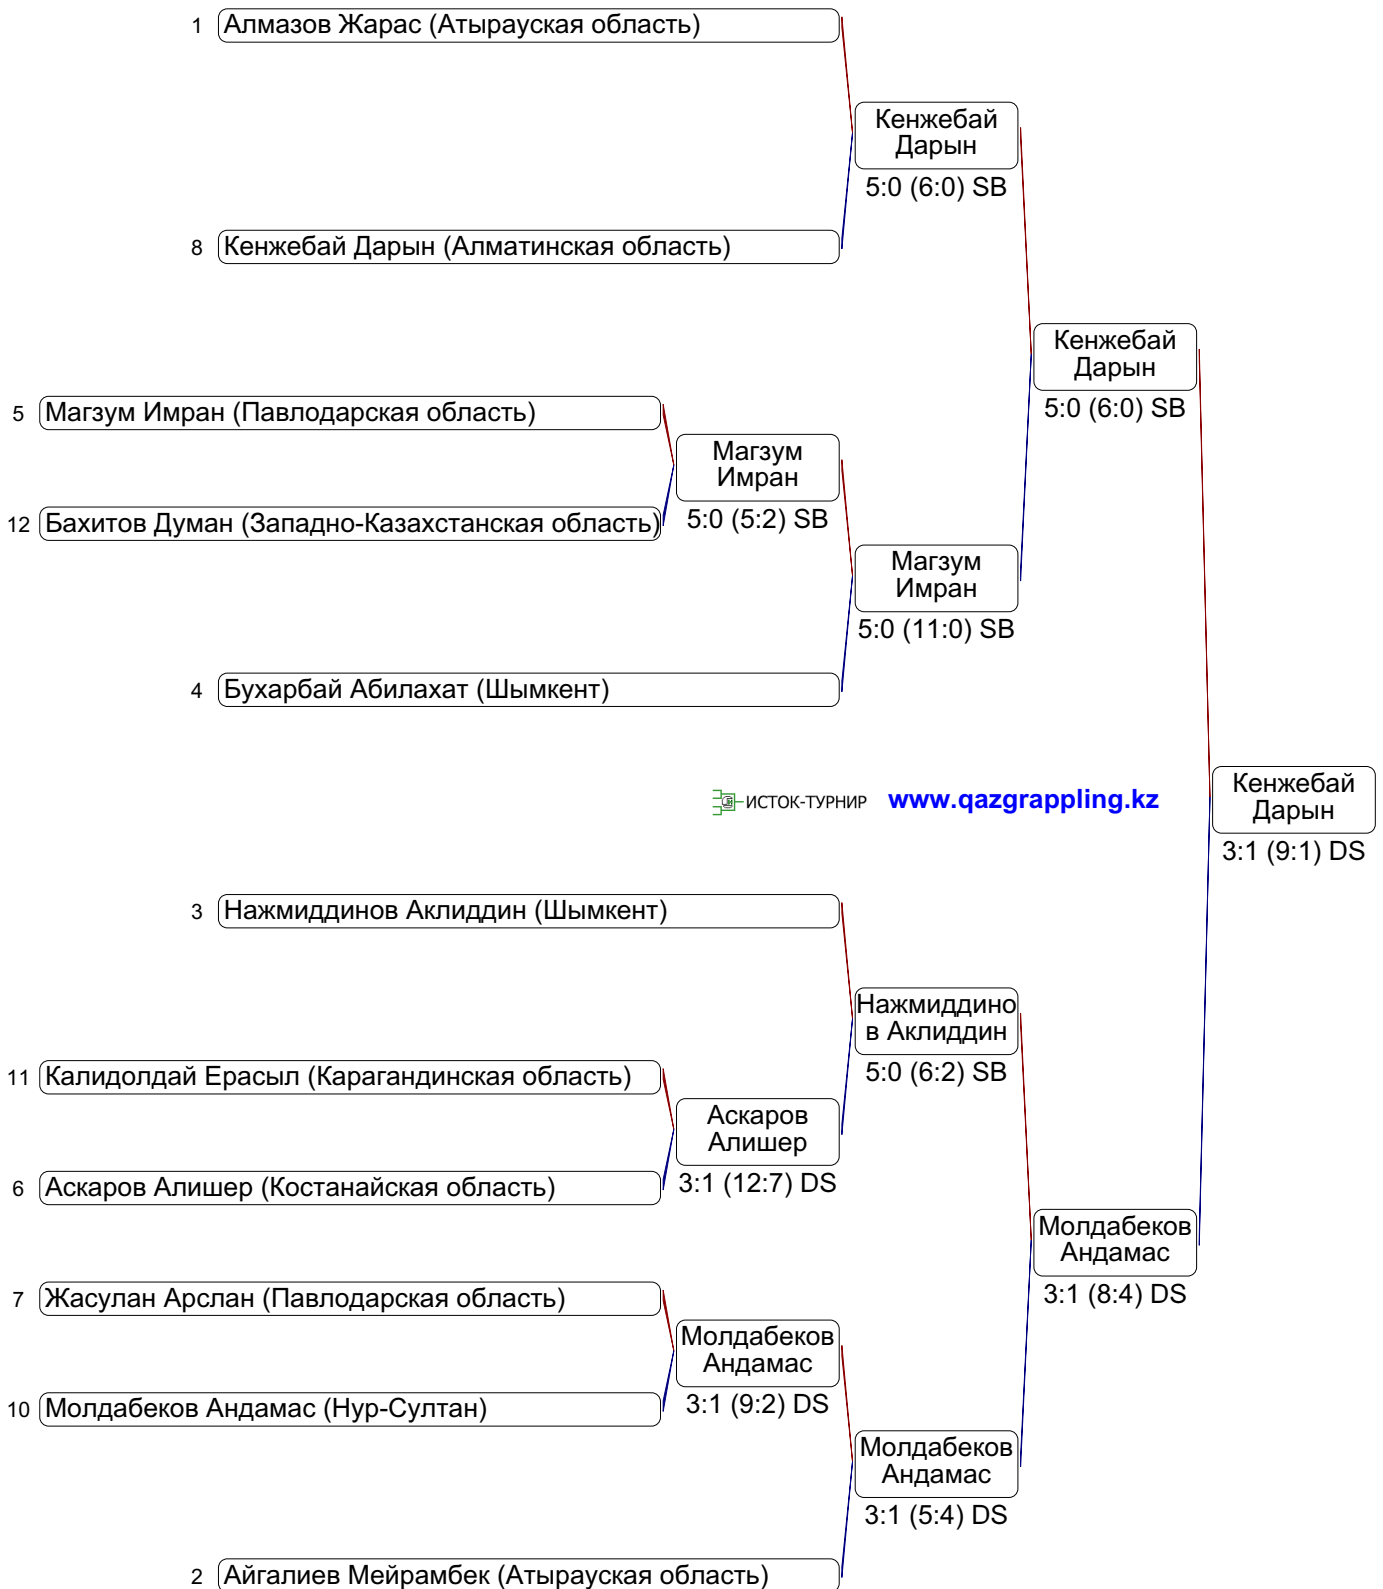 1 Алмазов Жарас (Атырауская область)
Кенжебай
Дарын
5:0 (6:0) SB
8 Кенжебай Дарын (Алматинская область)
Кенжебай
Дарын
5:0 (6:0) SB
5 Магзум Имран (Павлодарская область)
Магзум
Имран
5:0 (5:2) SB
12 Бахитов Думан (Западно-Казахстанская область)
Магзум
Имран
5:0 (11:0) SB
4 Бухарбай Абилахат (Шымкент)
ИСТОК-ТУРНИР www.qazgrappling.kz
Кенжебай
Дарын
3:1 (9:1) DS
3 Нажмиддинов Аклиддин (Шымкент)
Нажмиддино
в Аклиддин
5:0 (6:2) SB
11 Калидолдай Ерасыл (Карагандинская область)
Аскаров
Алишер
3:1 (12:7) DS
6 Аскаров Алишер (Костанайская область)
Молдабеков
Андамас
3:1 (8:4) DS
7 Жасулан Арслан (Павлодарская область)
Молдабеков
Андамас
3:1 (9:2) DS
10 Молдабеков Андамас (Нур-Султан)
Молдабеков
Андамас
3:1 (5:4) DS
2 Айгалиев Мейрамбек (Атырауская область)